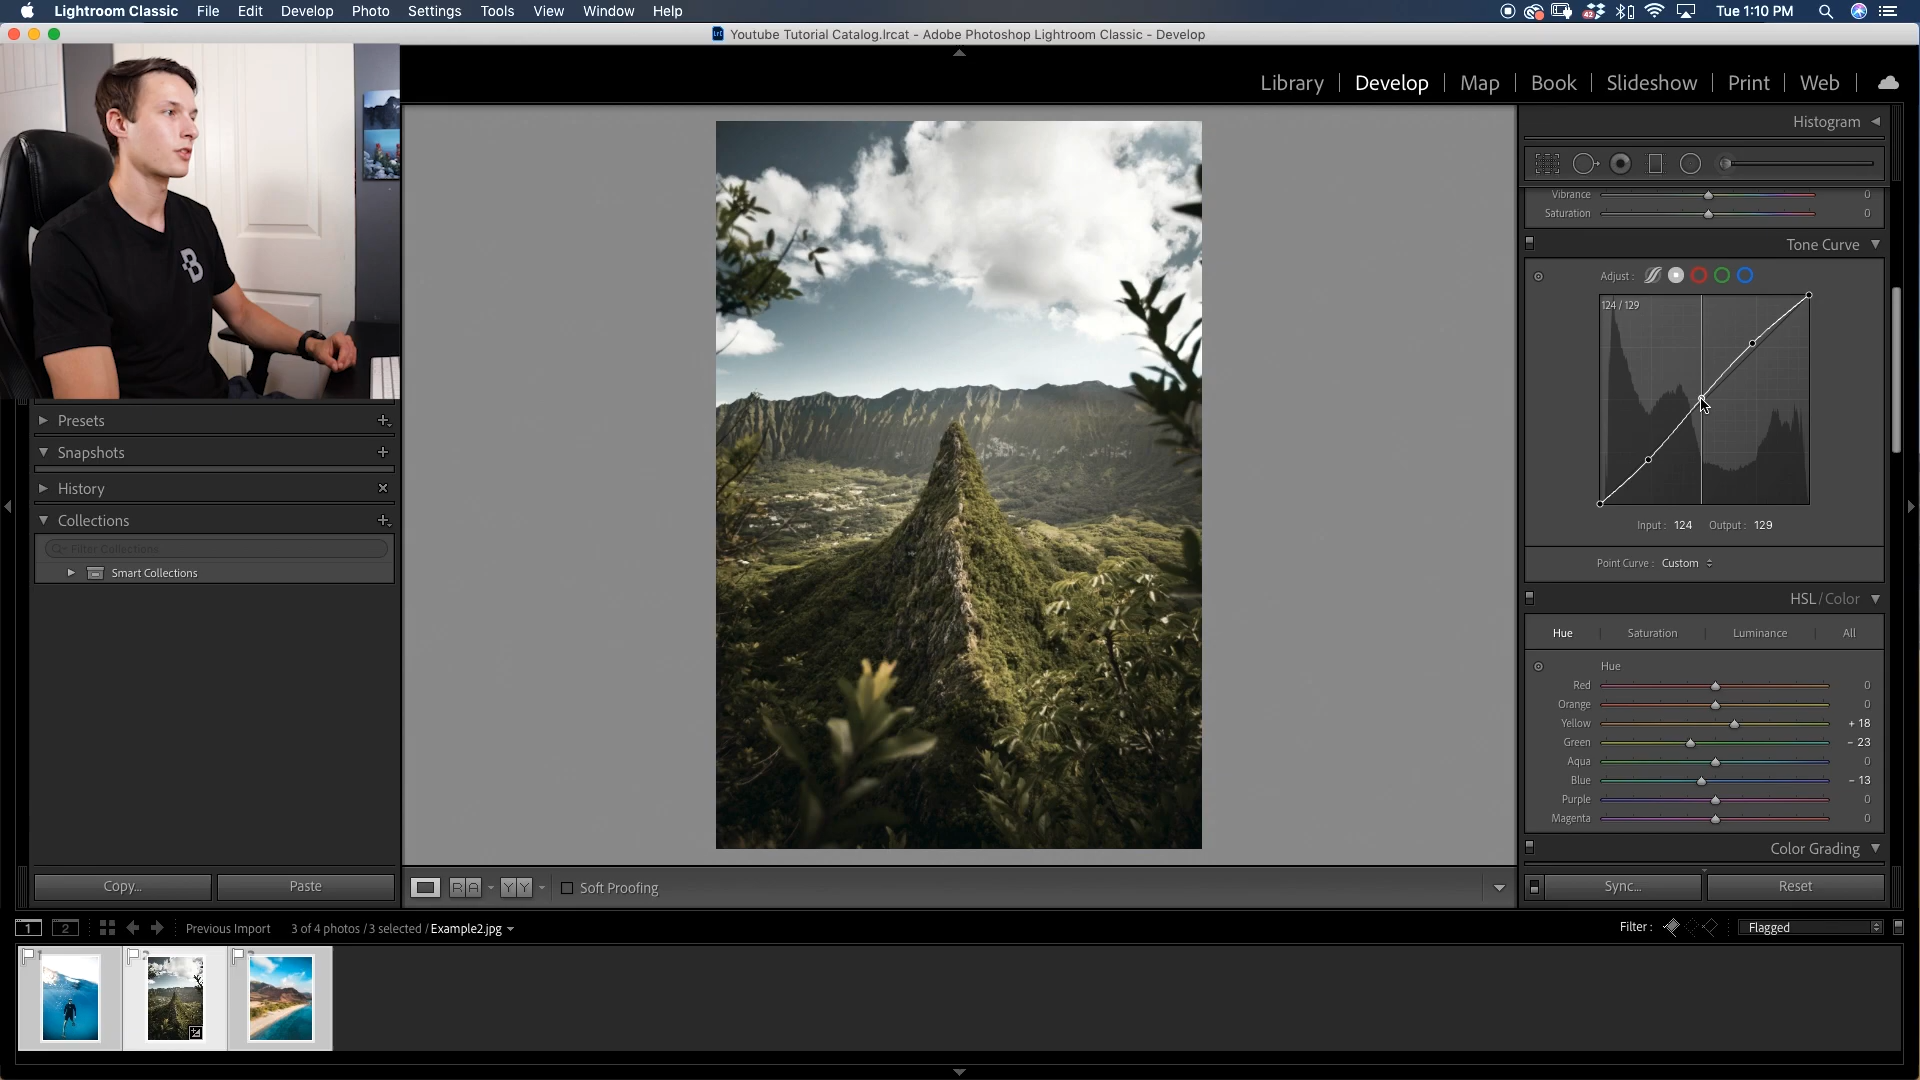 Lightroom Classic File Edit Develop Photo Settings Tools View Window Help
42 Tue 1:10 PM
Youtube Tutorial Catalog.lrcat - Adobe Photoshop Lightroom Classic - Develop
Library | Develop | Map | Book | Slideshow | Print | Web
Histogram
Vibrance 0
Saturation 0
Tone Curve
Adjust :
124 / 129
Input : 124 Output : 129
Point Curve : Custom
HSL / Color
Hue Saturation Luminance All
Hue
Red 0
Orange 0
Yellow + 18
Green - 23
Aqua 0
Blue - 13
Purple 0
Magenta 0
Color Grading
Sync... Reset
B
Presets
Snapshots
History
Collections
Filter Collections
Smart Collections
Copy... Paste
R A Y Y Soft Proofing
1 2 Previous Import 3 of 4 photos / 3 selected / Example2.jpg
Filter : Flagged